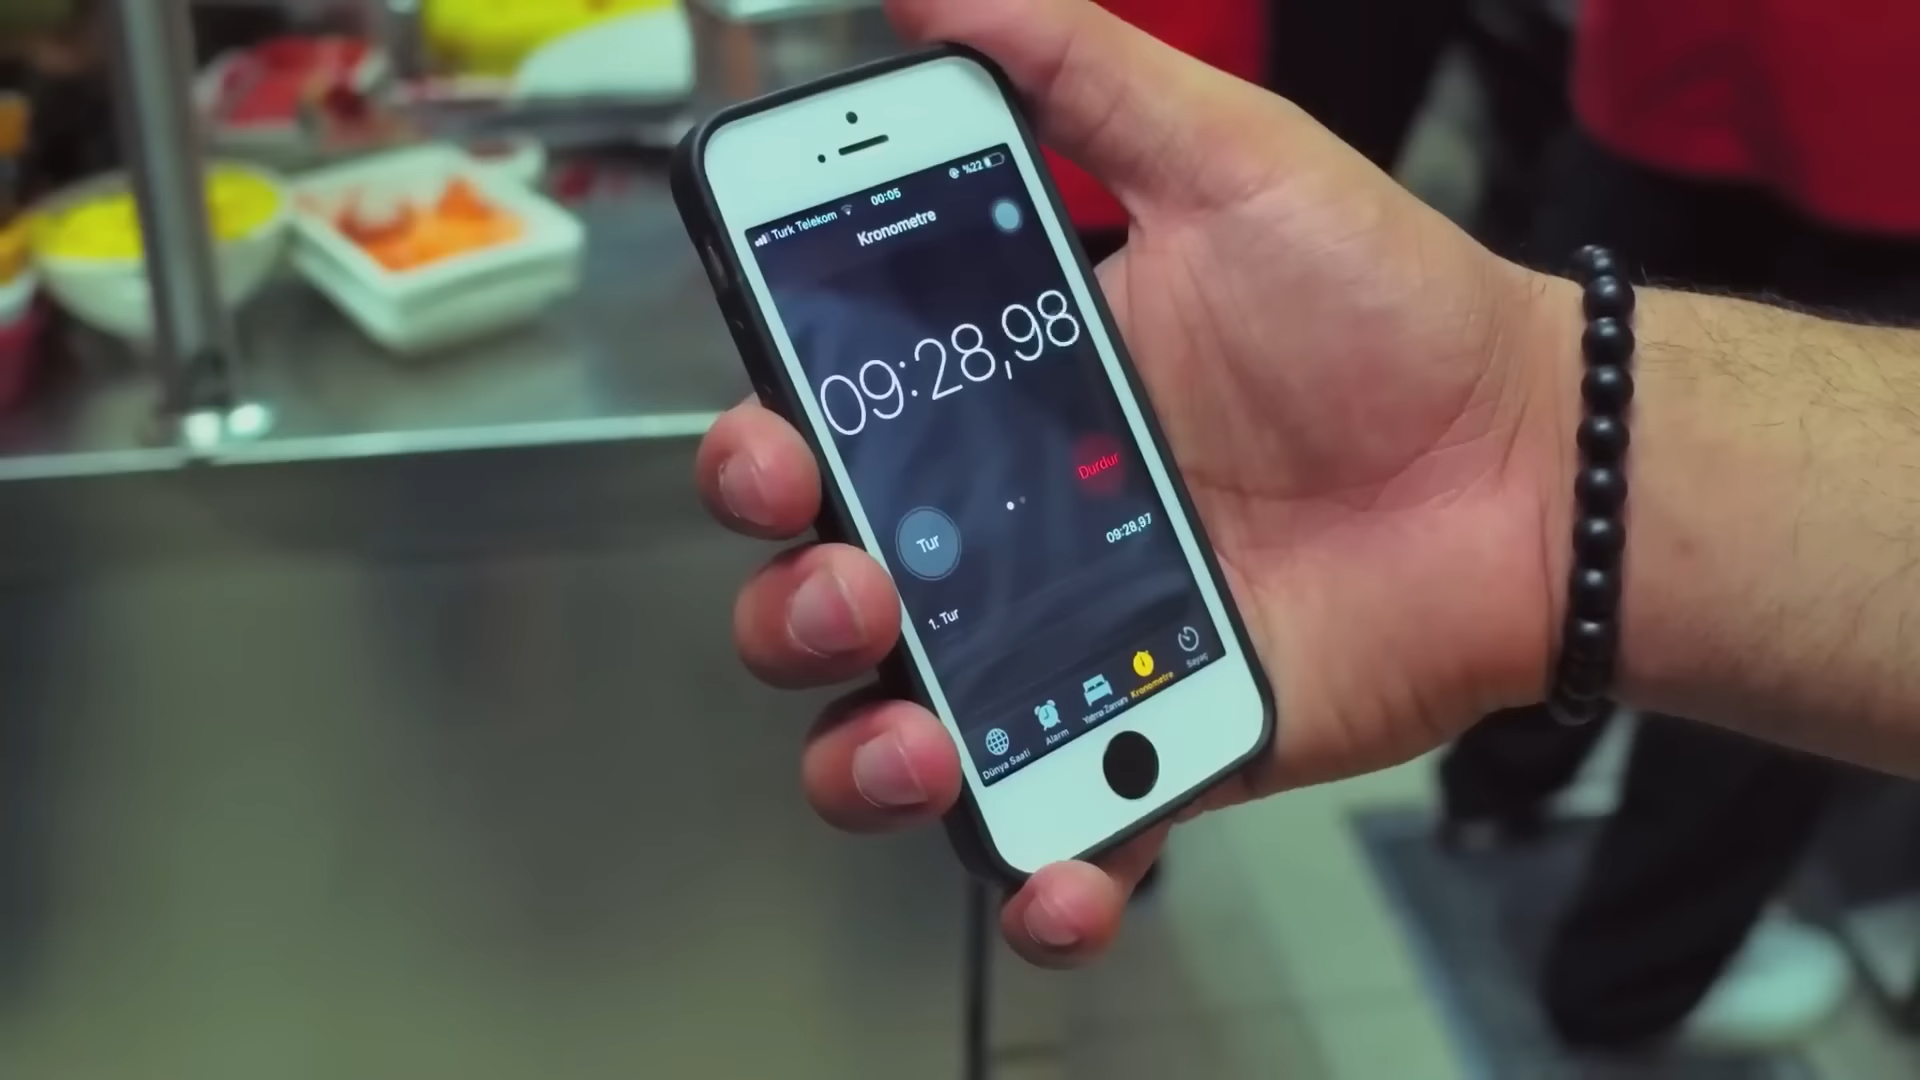 Turk Telekom 00:05 %22
Kronometre
09:28,98
Tur Durdur
1. Tur 09:28,97
Dünya Saati Alarm Yatma Zamanı Kronometre Sayaç